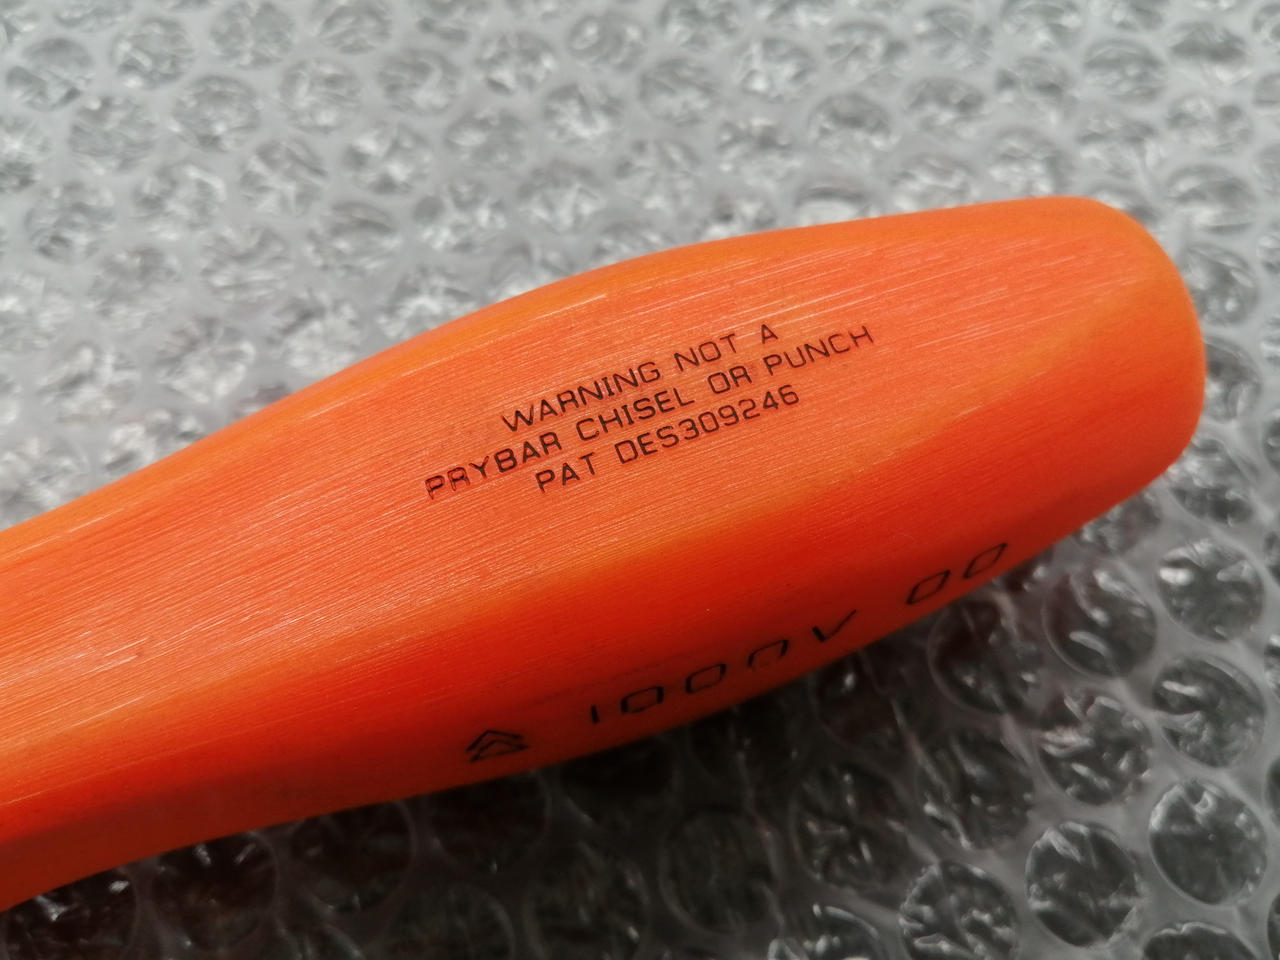 WARNING NOT A
PRYBAR CHISEL OR PUNCH
PAT DES309246
1000V 00